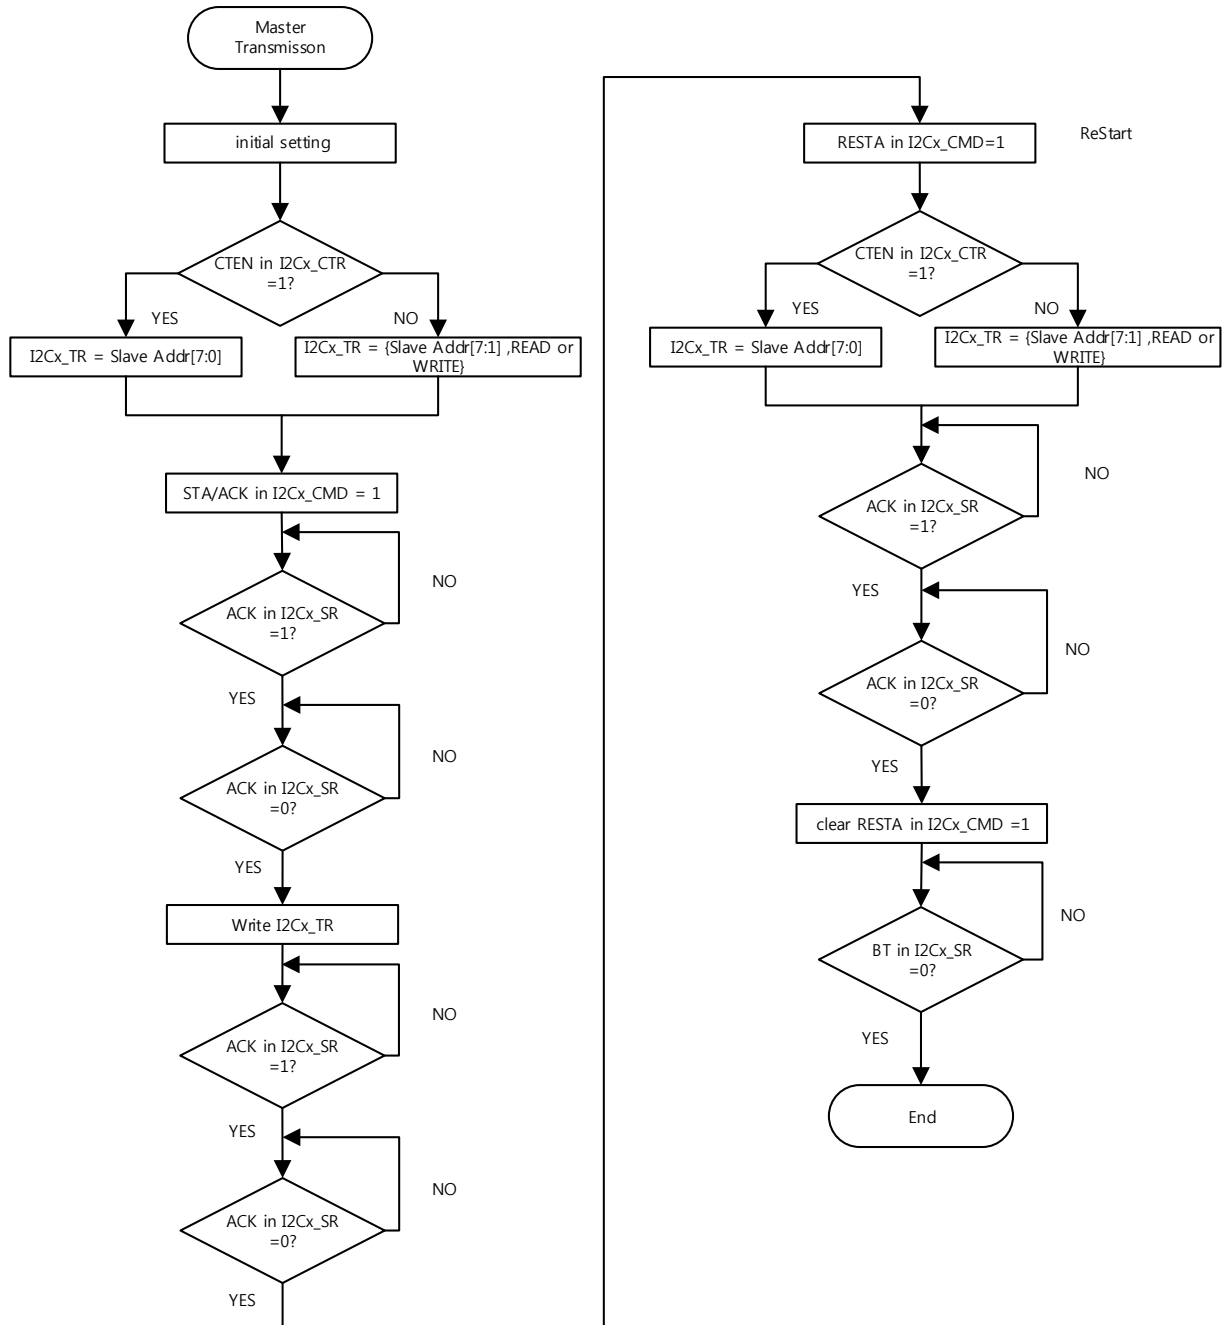 Master
Transmisson
initial setting
CTEN in I2Cx_CTR
=1?
YES
NO
I2Cx_TR = Slave Addr[7:0]
I2Cx_TR = {Slave Addr[7:1] ,READ or
WRITE}
STA/ACK in I2Cx_CMD = 1
ACK in I2Cx_SR
=1?
NO
YES
ACK in I2Cx_SR
=0?
NO
YES
Write I2Cx_TR
ACK in I2Cx_SR
=1?
NO
YES
ACK in I2Cx_SR
=0?
NO
YES
RESTA in I2Cx_CMD=1
ReStart
CTEN in I2Cx_CTR
=1?
YES
NO
I2Cx_TR = Slave Addr[7:0]
I2Cx_TR = {Slave Addr[7:1] ,READ or
WRITE}
ACK in I2Cx_SR
=1?
NO
YES
ACK in I2Cx_SR
=0?
NO
YES
clear RESTA in I2Cx_CMD =1
BT in I2Cx_SR
=0?
NO
YES
End